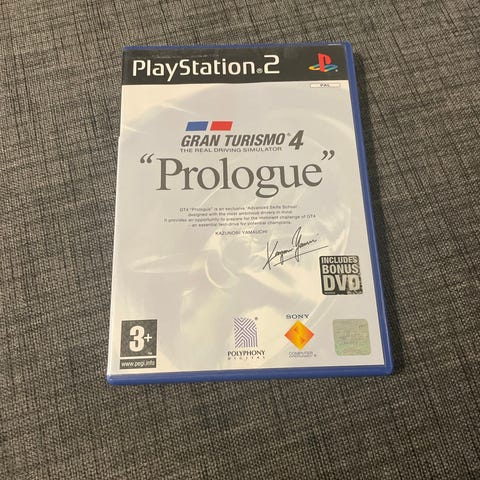 PlayStation®2
PAL
GRAN TURISMO® 4
THE REAL DRIVING SIMULATOR
“Prologue”
GT4 "Prologue" is an exclusive "Advanced Skills School"
designed with the most ambitious drivers in mind.
It provides an opportunity to prepare for the imminent challenge of GT4
- an essential test-drive for potential champions.
KAZUNORI YAMAUCHI
INCLUDES
BONUS
DVD
3+
www.pegi.info
POLYPHONY
DIGITAL
SONY
COMPUTER
ENTERTAINMENT